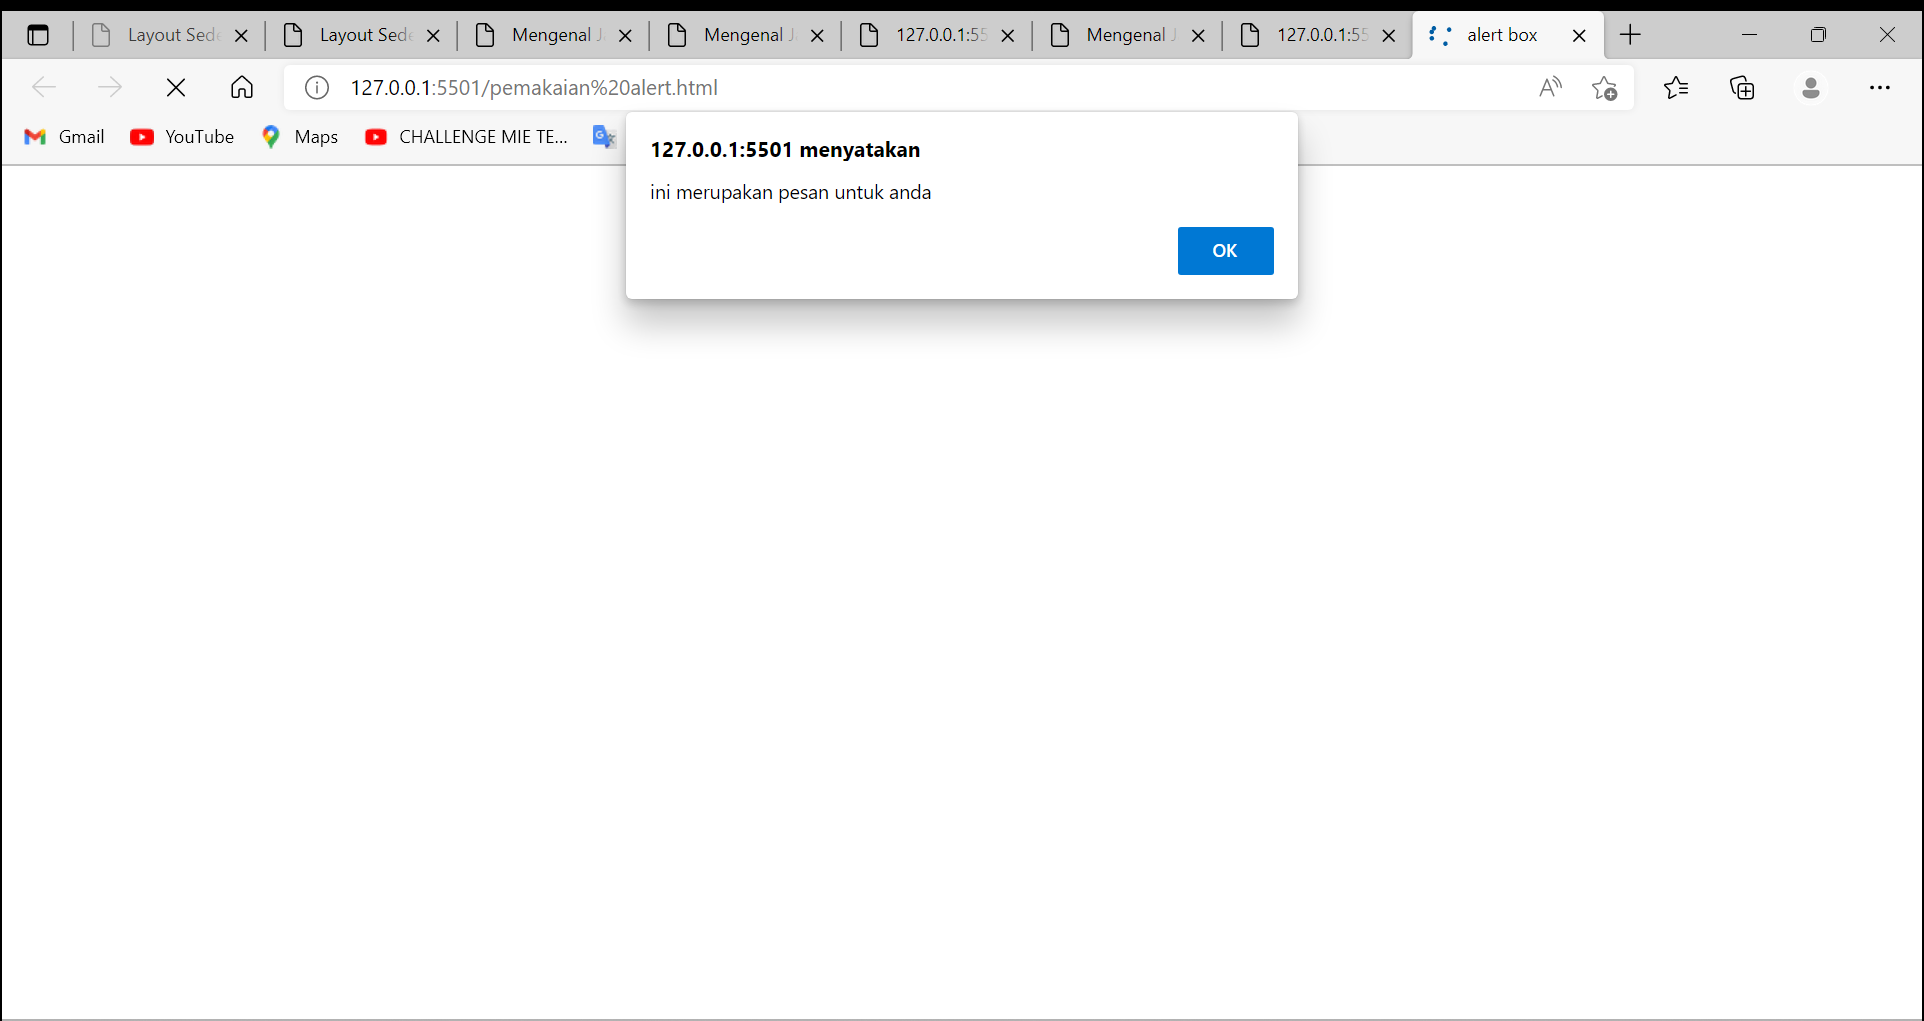 Layout Sede
Layout Sede
Mengenal J
Mengenal J
127.0.0.1:55
Mengenal J
127.0.0.1:55
alert box
127.0.0.1:5501/pemakaian%20alert.html
Gmail
YouTube
Maps
CHALLENGE MIE TE...
127.0.0.1:5501 menyatakan
ini merupakan pesan untuk anda
OK